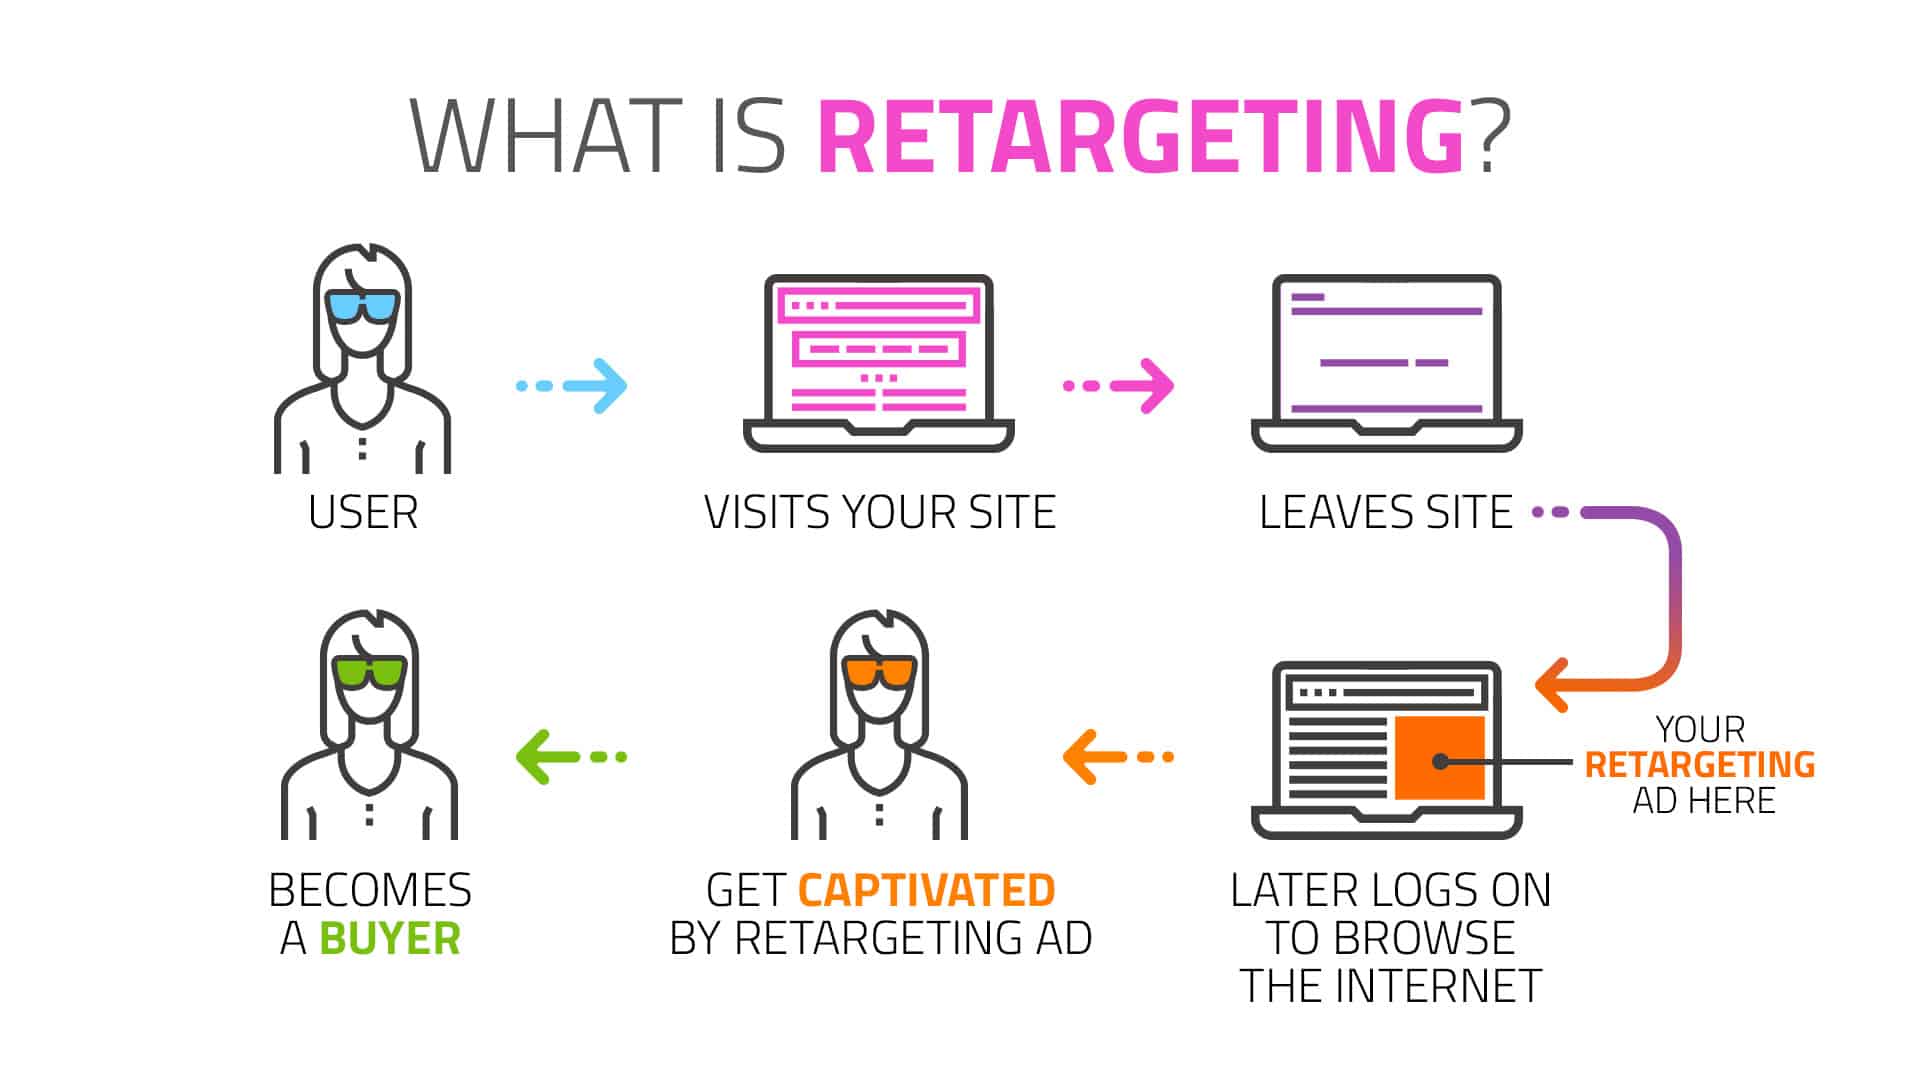 WHAT IS RETARGETING?
USER
VISITS YOUR SITE
LEAVES SITE
YOUR
RETARGETING
AD HERE
LATER LOGS ON
TO BROWSE
THE INTERNET
GET CAPTIVATED
BY RETARGETING AD
BECOMES
A BUYER